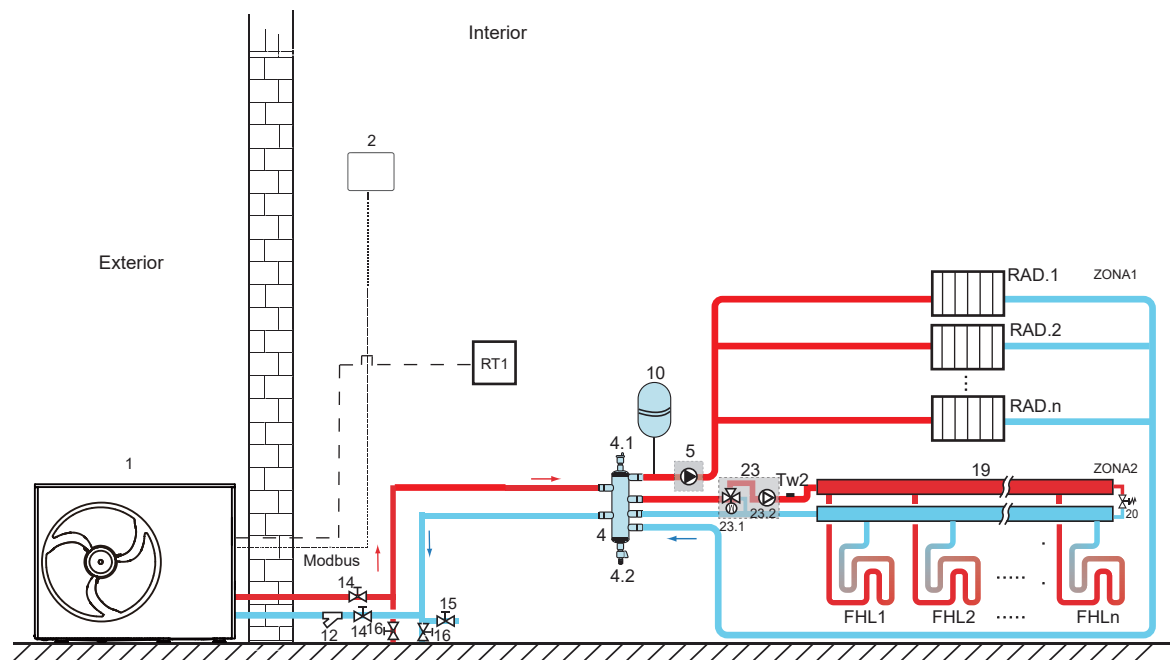 Interior
2
Exterior
RAD.1
ZONA1
RAD.2
RT1
10
RAD.n
4.1
5
1
23
Tw2
19
ZONA2
23.1
23.2
20
4
Modbus
4.2
14
15
12
14
16
16
FHL1
FHL2
FHLn